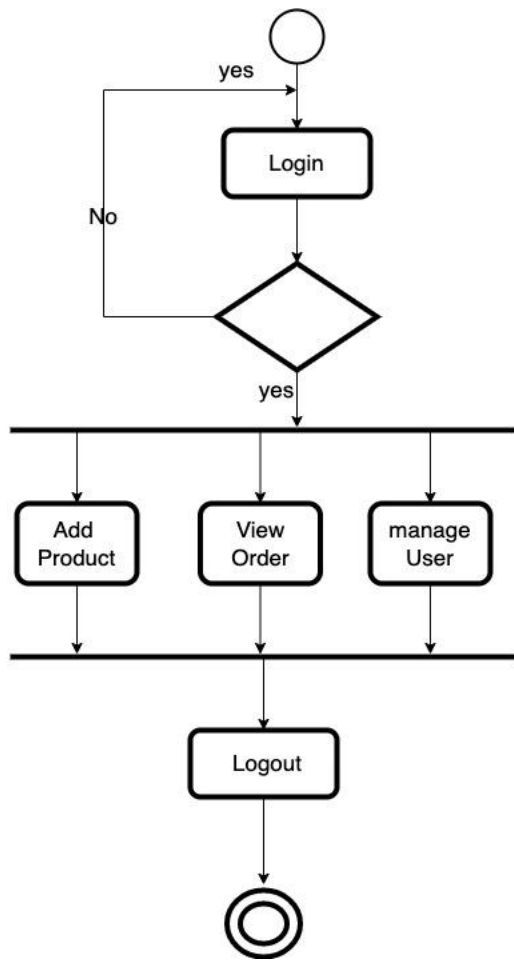 yes
Login
No
yes
Add
Product
View
Order
manage
User
Logout